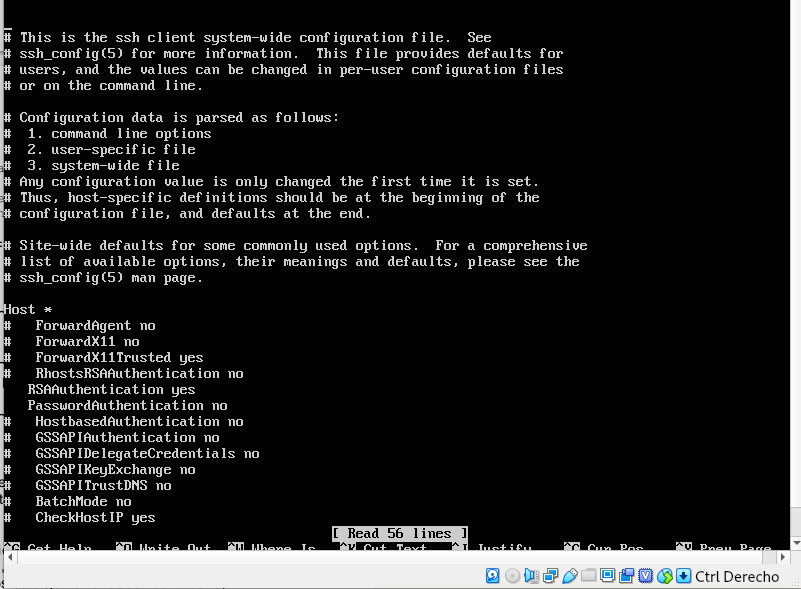 # This is the ssh client system-wide configuration file.  See
# ssh_config(5) for more information.  This file provides defaults for
# users, and the values can be changed in per-user configuration files
# or on the command line.
# Configuration data is parsed as follows:
#  1. command line options
#  2. user-specific file
#  3. system-wide file
# Any configuration value is only changed the first time it is set.
# Thus, host-specific definitions should be at the beginning of the
# configuration file, and defaults at the end.
# Site-wide defaults for some commonly used options.  For a comprehensive
# list of available options, their meanings and defaults, please see the
# ssh_config(5) man page.
Host *
#   ForwardAgent no
#   ForwardX11 no
#   ForwardX11Trusted yes
#   RhostsRSAAuthentication no
   RSAAuthentication yes
   PasswordAuthentication no
#   HostbasedAuthentication no
#   GSSAPIAuthentication no
#   GSSAPIDelegateCredentials no
#   GSSAPIKeyExchange no
#   GSSAPITrustDNS no
#   BatchMode no
#   CheckHostIP yes
[ Read 56 lines ]
^G Get Help  ^O Write Out  ^W Where Is  ^K Cut Text  ^J Justify  ^C Cur Pos  ^Y Prev Page
Ctrl Derecho